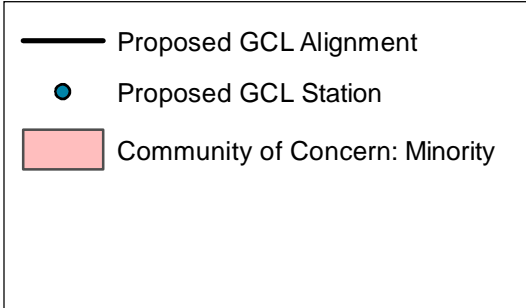 Proposed GCL Alignment
Proposed GCL Station
Community of Concern: Minority